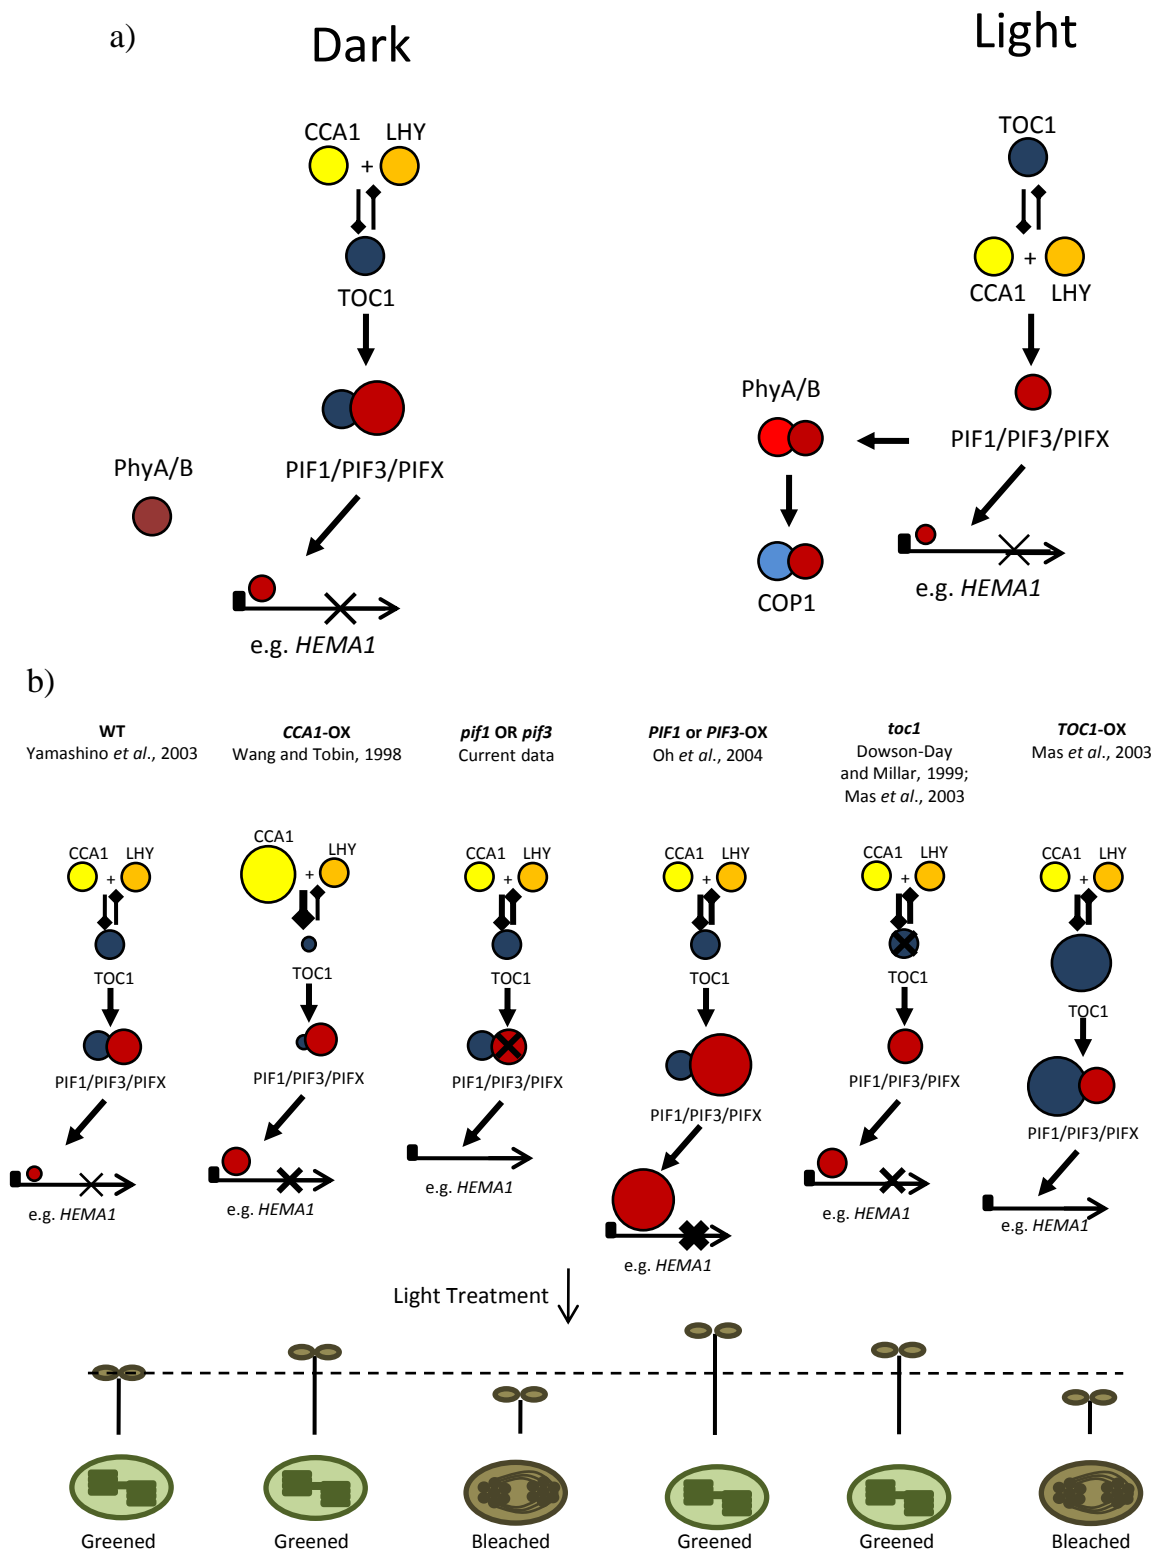 a)
Dark
Light
CCA1 LHY
+
TOC1
PhyA/B
PIF1/PIF3/PIFX
e.g. HEMA1
TOC1
+
CCA1 LHY
PhyA/B
PIF1/PIF3/PIFX
COP1
e.g. HEMA1
b)
WT
Yamashino et al., 2003
CCA1-OX
Wang and Tobin, 1998
pif1 OR pif3
Current data
PIF1 or PIF3-OX
Oh et al., 2004
toc1
Dowson-Day
and Millar, 1999;
Mas et al., 2003
TOC1-OX
Mas et al., 2003
CCA1 LHY
+
TOC1
PIF1/PIF3/PIFX
e.g. HEMA1
CCA1
LHY
+
TOC1
PIF1/PIF3/PIFX
e.g. HEMA1
CCA1 LHY
+
TOC1
PIF1/PIF3/PIFX
e.g. HEMA1
CCA1 LHY
+
TOC1
PIF1/PIF3/PIFX
e.g. HEMA1
CCA1 LHY
+
TOC1
PIF1/PIF3/PIFX
e.g. HEMA1
CCA1 LHY
+
TOC1
PIF1/PIF3/PIFX
e.g. HEMA1
Light Treatment
Greened
Greened
Bleached
Greened
Greened
Bleached